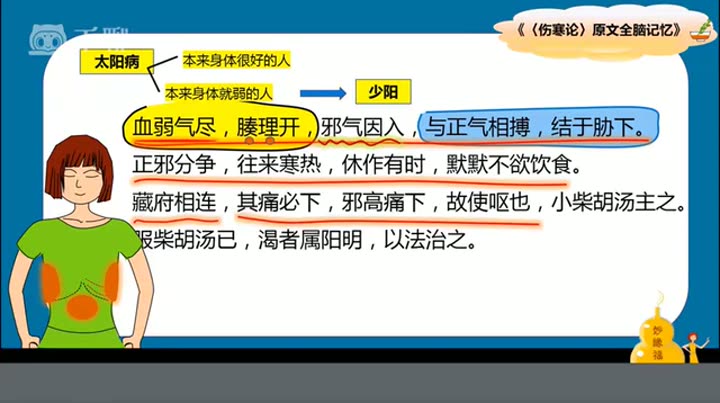 千聊
《〈伤寒论〉原文全脑记忆》
太阳病
本来身体很好的人
本来身体就弱的人
少阳
血弱气尽，腠理开，邪气因入，与正气相搏，结于胁下。
正邪分争，往来寒热，休作有时，默默不欲饮食。
藏府相连，其痛必下，邪高痛下，故使呕也，小柴胡汤主之。
服柴胡汤已，渴者属阳明，以法治之。
妙缘福